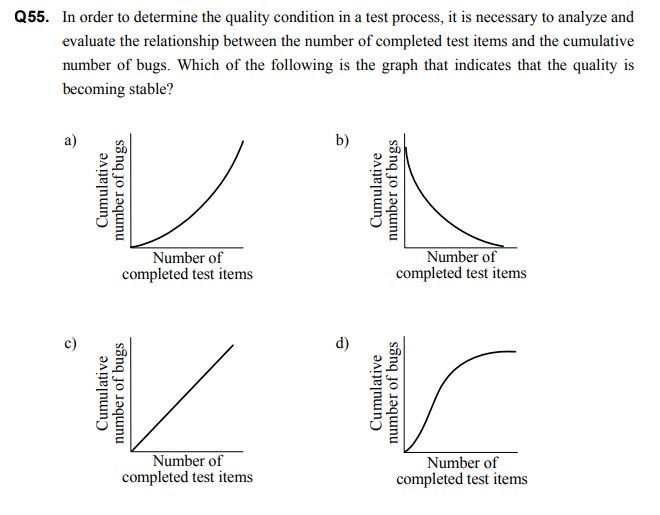 Q55. In order to determine the quality condition in a test process, it is necessary to analyze and
evaluate the relationship between the number of completed test items and the cumulative
number of bugs. Which of the following is the graph that indicates that the quality is
becoming stable?
a)
Cumulative
number of bugs
Number of
completed test items
b)
Cumulative
number of bugs
Number of
completed test items
c)
Cumulative
number of bugs
Number of
completed test items
d)
Cumulative
number of bugs
Number of
completed test items